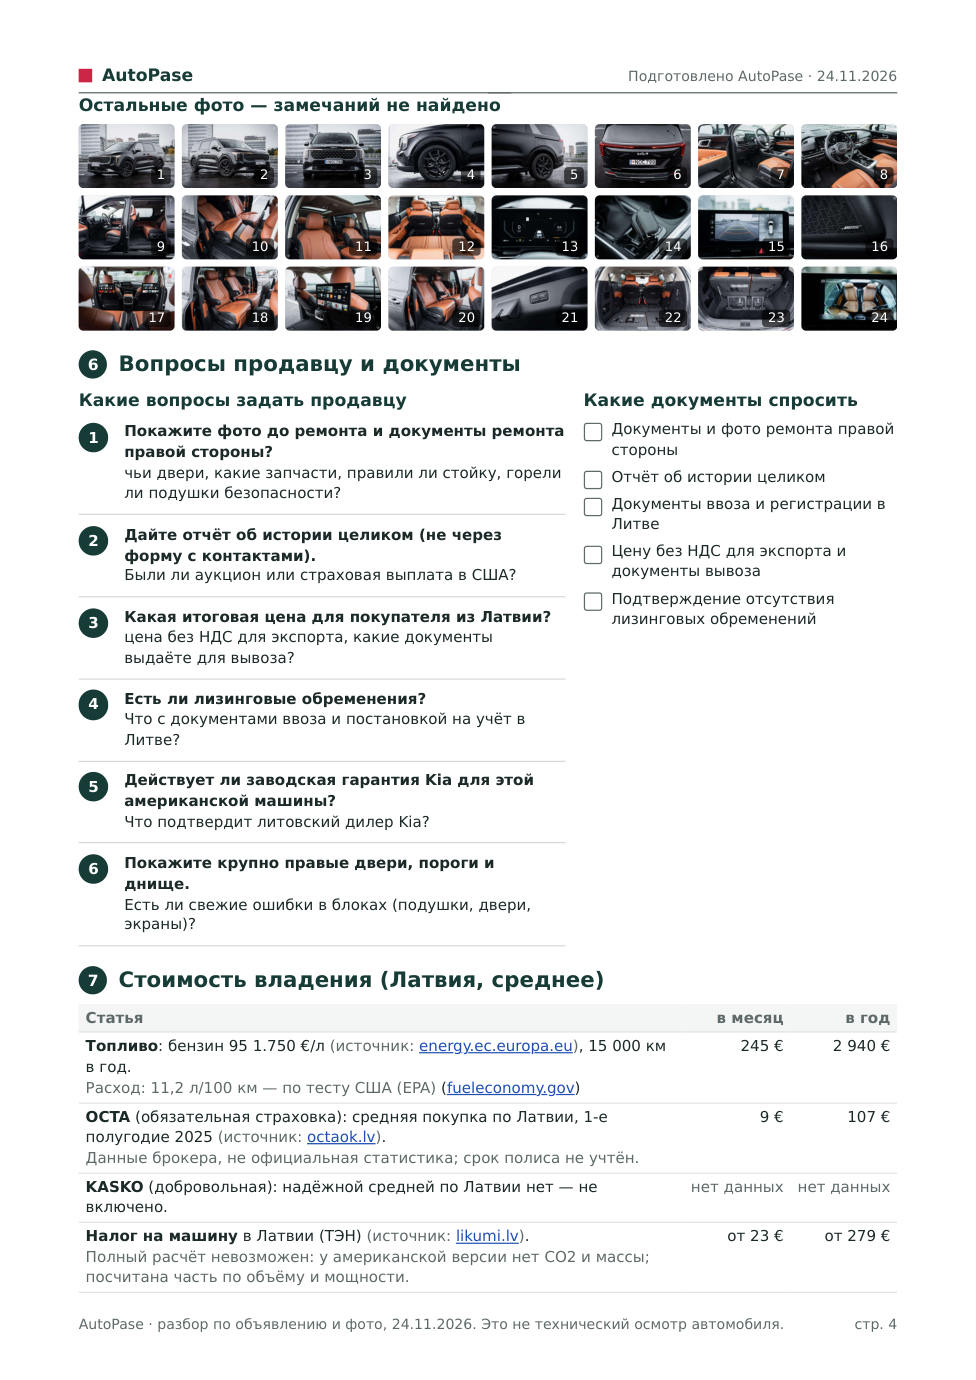 AutoPase
Подготовлено AutoPase · 24.11.2026
Остальные фото — замечаний не найдено
1 2 3 4 5 6 7 8
9 10 11 12 13 14 15 16
17 18 19 20 21 22 23 24
6 Вопросы продавцу и документы
Какие вопросы задать продавцу
1 Покажите фото до ремонта и документы ремонта
правой стороны?
чьи двери, какие запчасти, правили ли стойку, горели
ли подушки безопасности?
2 Дайте отчёт об истории целиком (не через
форму с контактами).
Были ли аукцион или страховая выплата в США?
3 Какая итоговая цена для покупателя из Латвии?
цена без НДС для экспорта, какие документы
выдаёте для вывоза?
4 Есть ли лизинговые обременения?
Что с документами ввоза и постановкой на учёт в
Литве?
5 Действует ли заводская гарантия Kia для этой
американской машины?
Что подтвердит литовский дилер Kia?
6 Покажите крупно правые двери, пороги и
днище.
Есть ли свежие ошибки в блоках (подушки, двери,
экраны)?
Какие документы спросить
Документы и фото ремонта правой
стороны
Отчёт об истории целиком
Документы ввоза и регистрации в
Литве
Цену без НДС для экспорта и
документы вывоза
Подтверждение отсутствия
лизинговых обременений
7 Стоимость владения (Латвия, среднее)
Статья в месяц в год
Топливо: бензин 95 1.750 €/л (источник: energy.ec.europa.eu), 15 000 км 245 € 2 940 €
в год.
Расход: 11,2 л/100 км — по тесту США (EPA) (fueleconomy.gov)
ОСТА (обязательная страховка): средняя покупка по Латвии, 1-е 9 € 107 €
полугодие 2025 (источник: octaok.lv).
Данные брокера, не официальная статистика; срок полиса не учтён.
KASKO (добровольная): надёжной средней по Латвии нет — не нет данных нет данных
включено.
Налог на машину в Латвии (ТЭН) (источник: likumi.lv). от 23 € от 279 €
Полный расчёт невозможен: у американской версии нет CO2 и массы;
посчитана часть по объёму и мощности.
AutoPase · разбор по объявлению и фото, 24.11.2026. Это не технический осмотр автомобиля. стр. 4